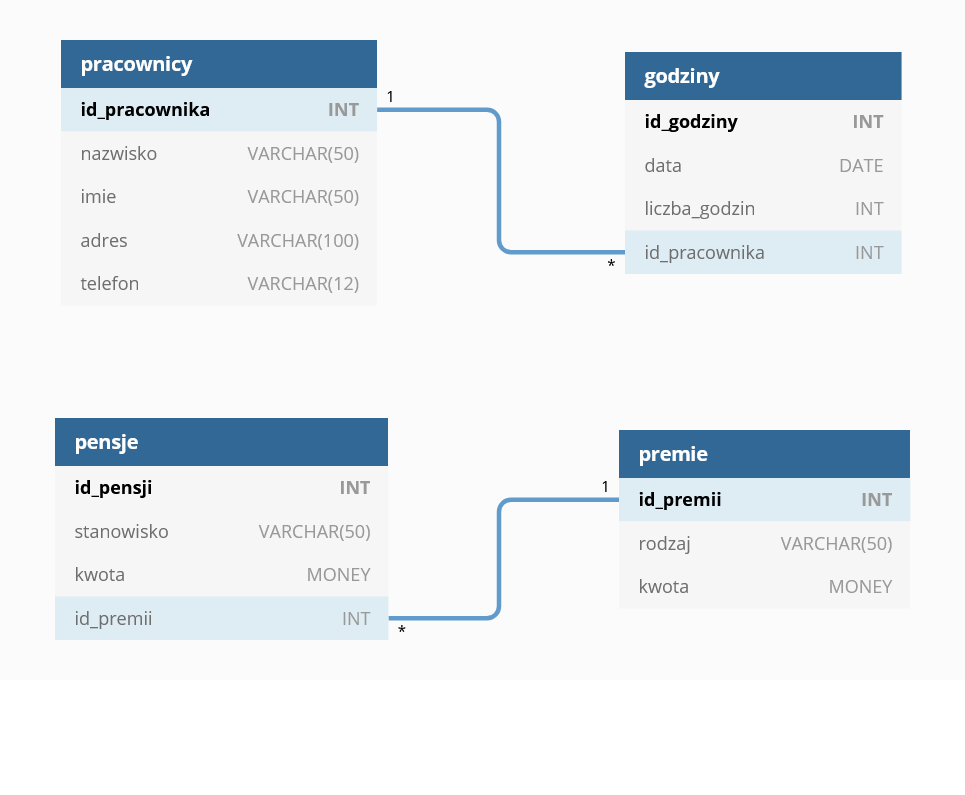 pracownicy
id_pracownika INT
nazwisko VARCHAR(50)
imie VARCHAR(50)
adres VARCHAR(100)
telefon VARCHAR(12)
1
*
godziny
id_godziny INT
data DATE
liczba_godzin INT
id_pracownika INT
pensje
id_pensji INT
stanowisko VARCHAR(50)
kwota MONEY
id_premii INT
*
1
premie
id_premii INT
rodzaj VARCHAR(50)
kwota MONEY